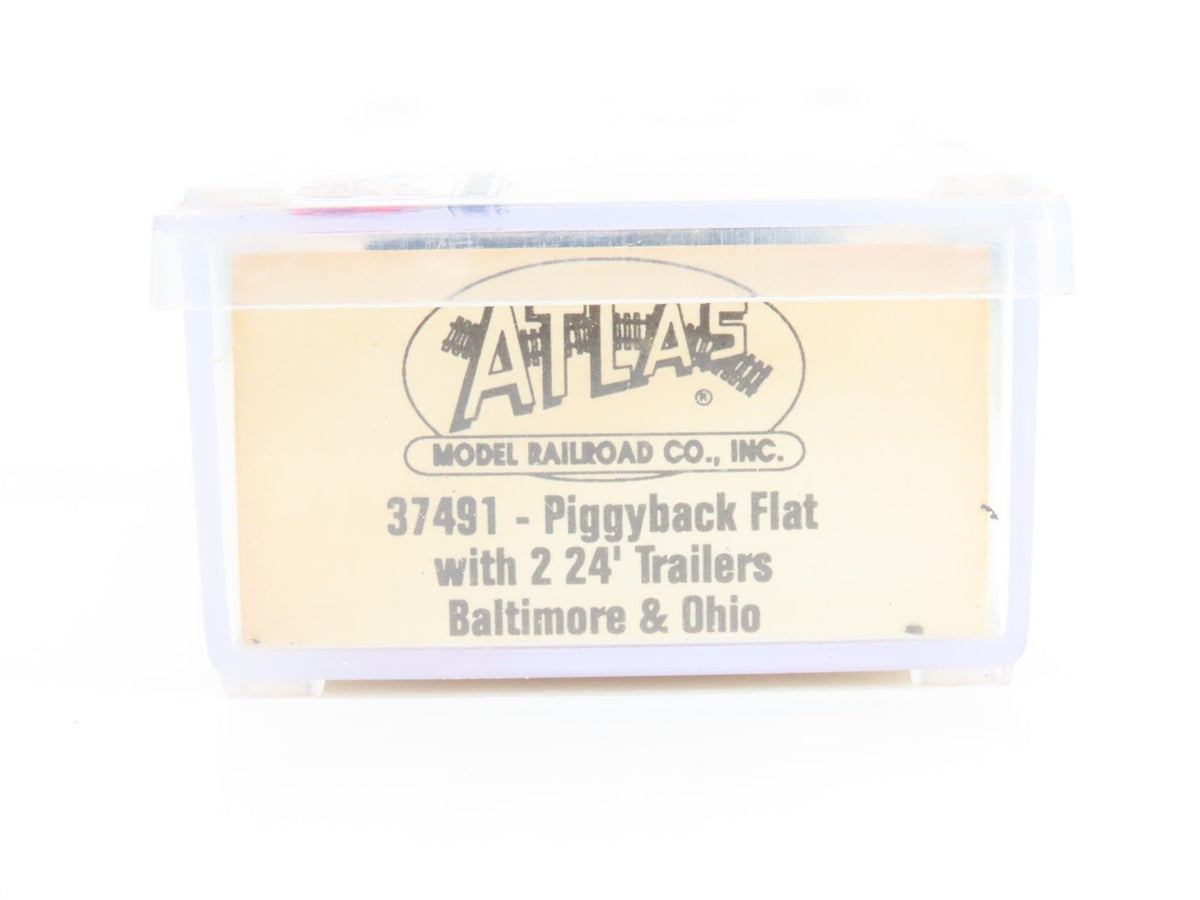 ATLAS
®
MODEL RAILROAD CO., INC.
37491 - Piggyback Flat
with 2 24' Trailers
Baltimore & Ohio